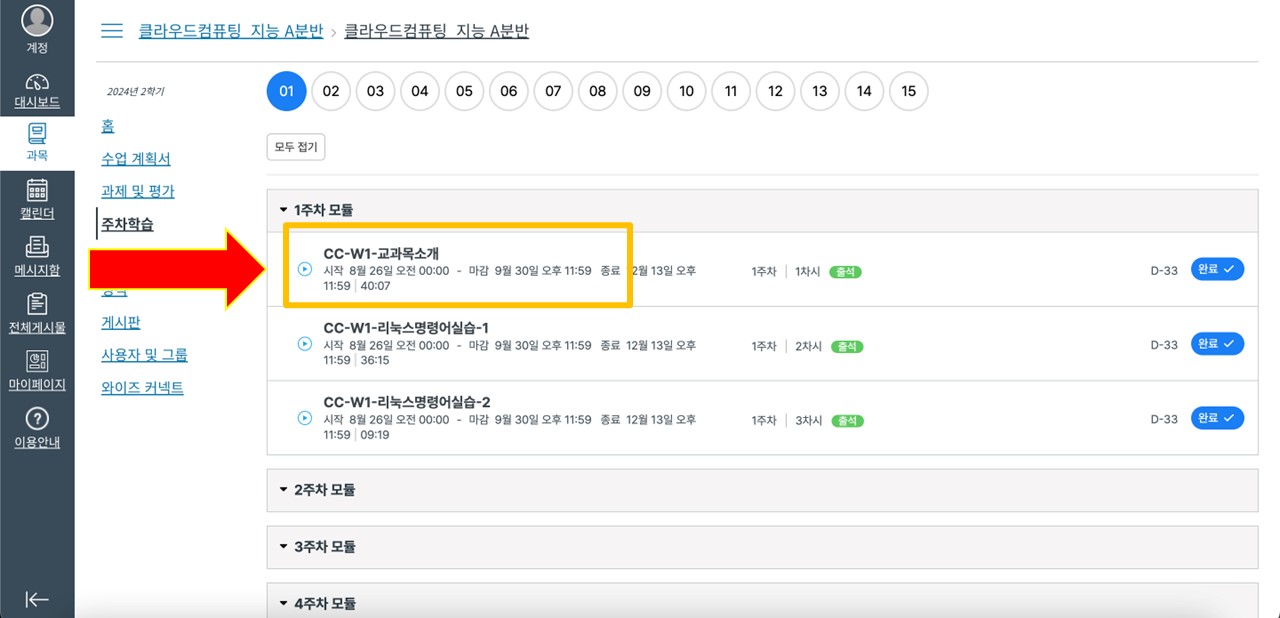 계정
대시보드
과목
캘린더
메시지함
전체게시물
마이페이지
이용안내
클라우드컴퓨팅_지능 A분반 › 클라우드컴퓨팅_지능 A분반
2024년 2학기
홈
수업 계획서
과제 및 평가
주차학습
게시판
사용자 및 그룹
와이즈 커넥트
01 02 03 04 05 06 07 08 09 10 11 12 13 14 15
모두 접기
1주차 모듈
CC-W1-교과목소개
시작 8월 26일 오전 00:00 - 마감 9월 30일 오후 11:59 종료 2월 13일 오후
11:59 | 40:07
1주차 | 1차시 출석
D-33 완료
CC-W1-리눅스명령어실습-1
시작 8월 26일 오전 00:00 - 마감 9월 30일 오후 11:59 종료 12월 13일 오후
11:59 | 36:15
1주차 | 2차시 출석
D-33 완료
CC-W1-리눅스명령어실습-2
시작 8월 26일 오전 00:00 - 마감 9월 30일 오후 11:59 종료 12월 13일 오후
11:59 | 09:19
1주차 | 3차시 출석
D-33 완료
2주차 모듈
3주차 모듈
4주차 모듈